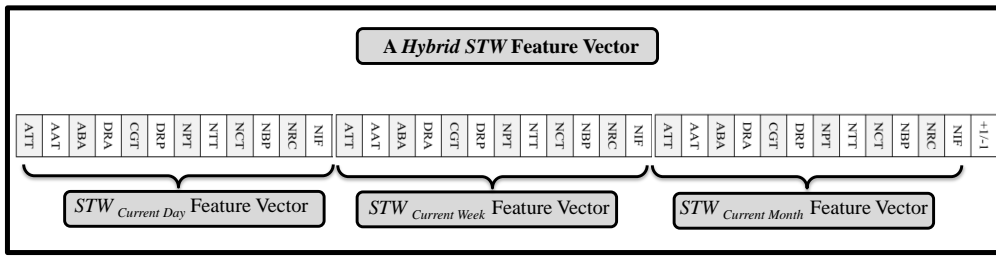 A Hybrid STW Feature Vector
ATT AAT ABA DRA CGT DRP NPT NTT NCT NBP NRC NIF ATT AAT ABA DRA CGT DRP NPT NTT NCT NBP NRC NIF ATT AAT ABA DRA CGT DRP NPT NTT NCT NBP NRC NIF +1/-1
STW Current Day Feature Vector
STW Current Week Feature Vector
STW Current Month Feature Vector